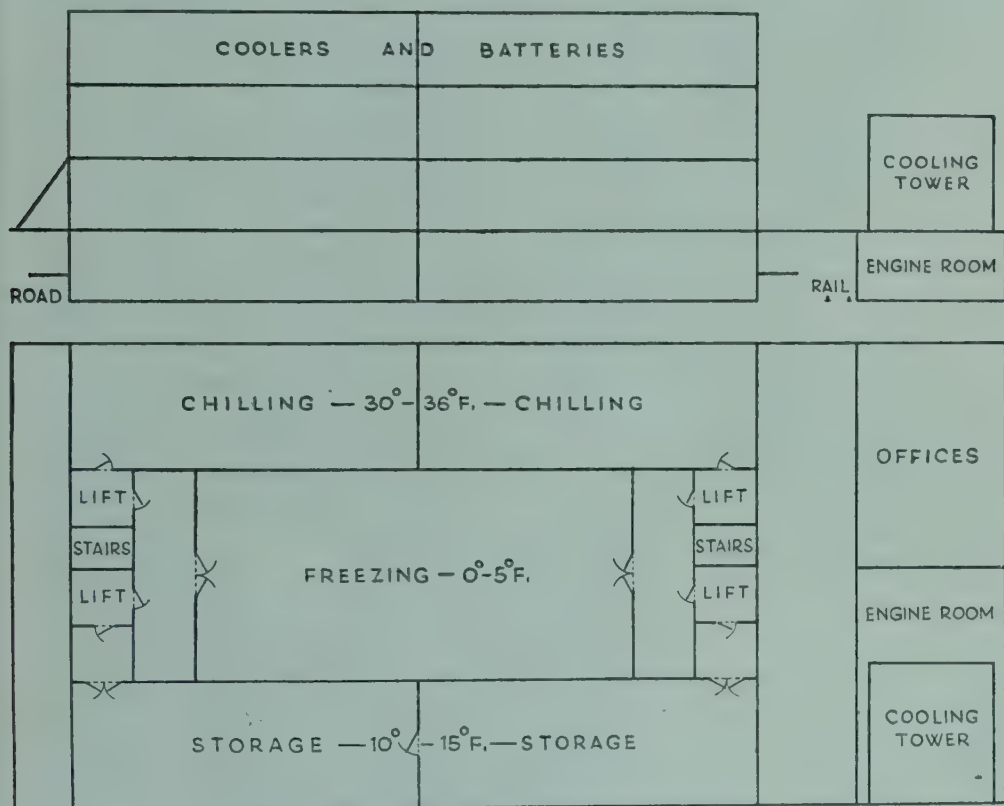 COOLERS AND BATTERIES
COOLING
TOWER
ENGINE ROOM
ROAD
RAIL
CHILLING — 30°-36°F. — CHILLING
OFFICES
LIFT
LIFT
STAIRS
STAIRS
FREEZING — 0°-5°F.
LIFT
LIFT
ENGINE ROOM
STORAGE — 10°-15°F. — STORAGE
COOLING
TOWER